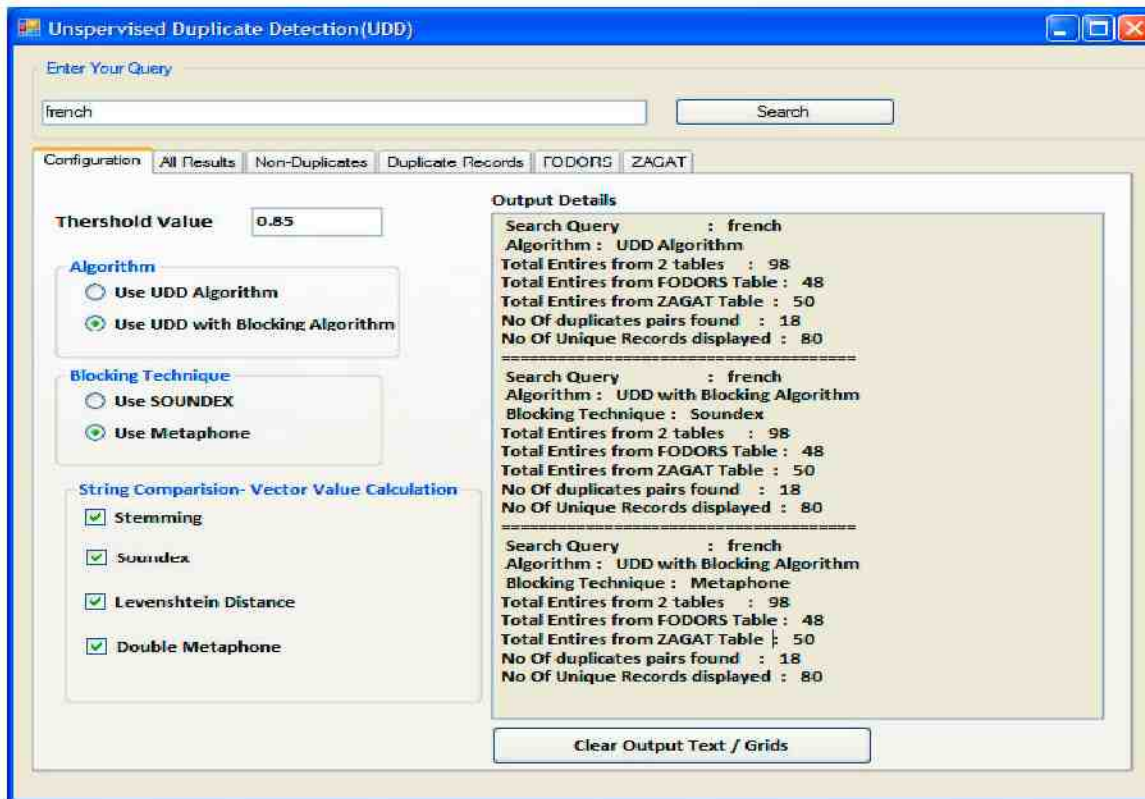 Unspervised Duplicate Detection(UDD)
Enter Your Query
french
Search
Configuration All Results Non-Duplicates Duplicate Records FODORS ZAGAT
Thershold Value 0.85
Algorithm
Use UDD Algorithm
Use UDD with Blocking Algorithm
Blocking Technique
Use SOUNDEX
Use Metaphone
String Comparision- Vector Value Calculation
Stemming
Soundex
Levenshtein Distance
Double Metaphone
Output Details
Search Query : french
Algorithm : UDD Algorithm
Total Entires from 2 tables : 98
Total Entires from FODORS Table : 48
Total Entires from ZAGAT Table : 50
No Of duplicates pairs found : 18
No Of Unique Records displayed : 80
======================================
Search Query : french
Algorithm : UDD with Blocking Algorithm
Blocking Technique : Soundex
Total Entires from 2 tables : 98
Total Entires from FODORS Table : 48
Total Entires from ZAGAT Table : 50
No Of duplicates pairs found : 18
No Of Unique Records displayed : 80
======================================
Search Query : french
Algorithm : UDD with Blocking Algorithm
Blocking Technique : Metaphone
Total Entires from 2 tables : 98
Total Entires from FODORS Table : 48
Total Entires from ZAGAT Table : 50
No Of duplicates pairs found : 18
No Of Unique Records displayed : 80
Clear Output Text / Grids